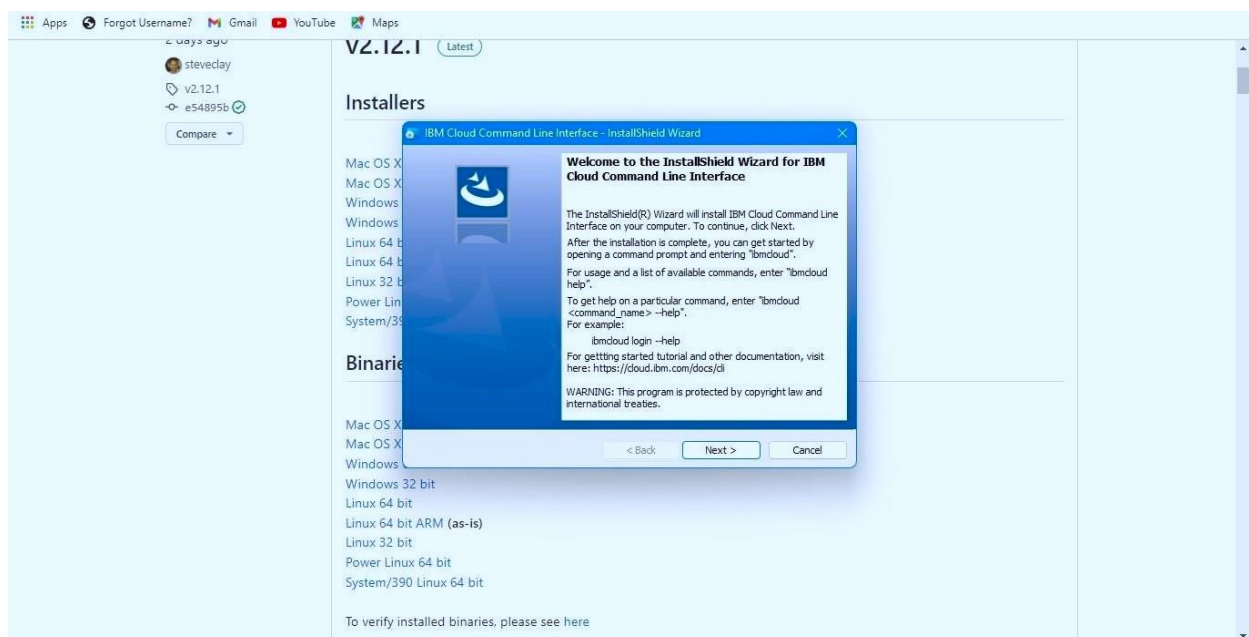 Apps Forgot Username? Gmail YouTube Maps
2 days ago
steveclay
v2.12.1
e54895b
Compare
v2.12.1 Latest
Installers
Mac OS X
Mac OS X
Windows
Windows
Linux 64 b
Linux 64 b
Linux 32 b
Power Lin
System/39
IBM Cloud Command Line Interface - InstallShield Wizard
Welcome to the InstallShield Wizard for IBM
Cloud Command Line Interface
The InstallShield(R) Wizard will install IBM Cloud Command Line
Interface on your computer. To continue, click Next.
After the installation is complete, you can get started by
opening a command prompt and entering "ibmcloud".
For usage and a list of available commands, enter "ibmcloud
help".
To get help on a particular command, enter "ibmcloud
<command_name> --help".
For example:
ibmcloud login --help
For gettting started tutorial and other documentation, visit
here: https://cloud.ibm.com/docs/cli
WARNING: This program is protected by copyright law and
international treaties.
< Back Next > Cancel
Binarie
Mac OS X
Mac OS X
Windows
Windows 32 bit
Linux 64 bit
Linux 64 bit ARM (as-is)
Linux 32 bit
Power Linux 64 bit
System/390 Linux 64 bit
To verify installed binaries, please see here